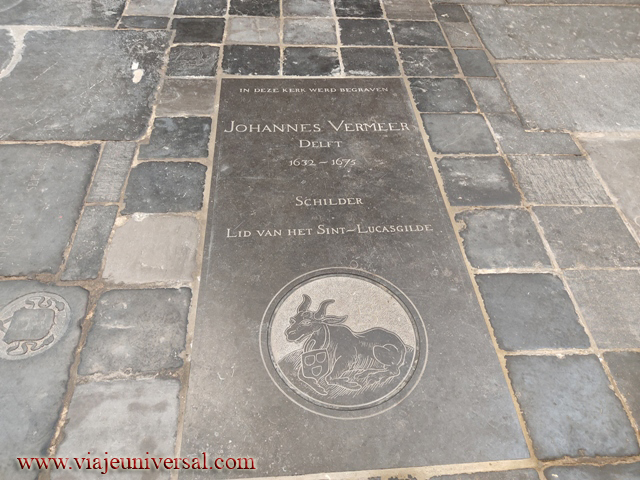 IN DEZE KERK WERD BEGRAVEN
JOHANNES VERMEER
DELFT
1632 ~ 1675
SCHILDER
LID VAN HET SINT-LUCASGILDE
www.viajeuniversal.com